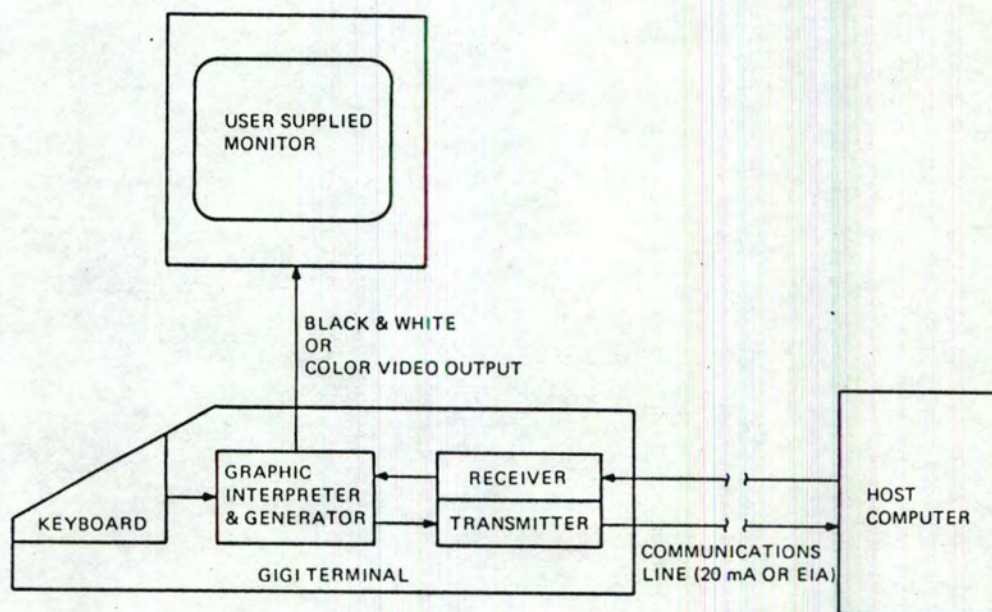 USER SUPPLIED
MONITOR
BLACK & WHITE
OR
COLOR VIDEO OUTPUT
KEYBOARD
GRAPHIC
INTERPRETER
& GENERATOR
RECEIVER
TRANSMITTER
GIGI TERMINAL
COMMUNICATIONS
LINE (20 mA OR EIA)
HOST
COMPUTER